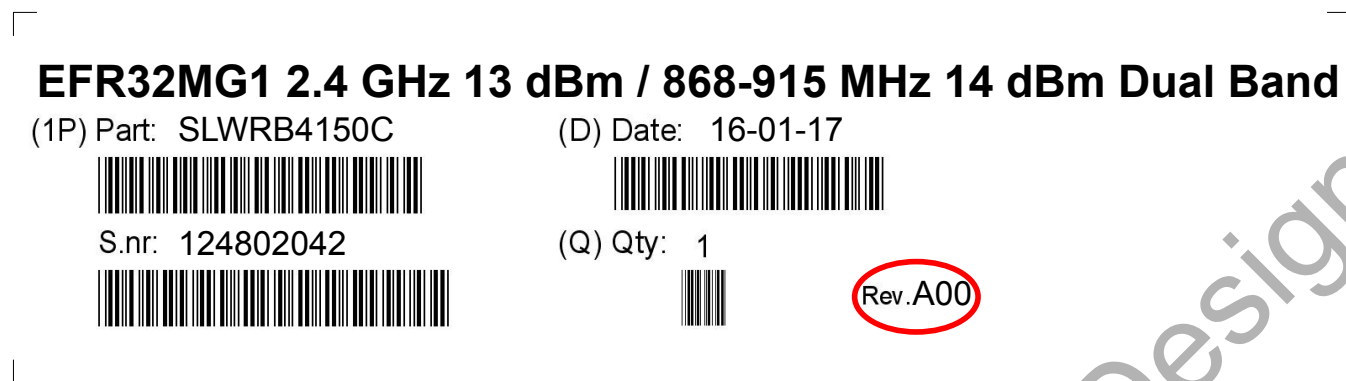 EFR32MG1 2.4 GHz 13 dBm / 868-915 MHz 14 dBm Dual Band
(1P) Part: SLWRB4150C (D) Date: 16-01-17
S.nr: 124802042 (Q) Qty: 1
Rev.A00